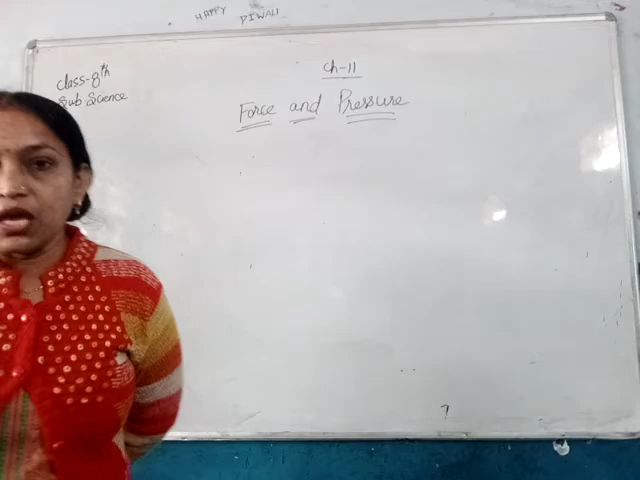 HAPPY DIWALI
Class-8th
Sub-Science
Ch-11
Force and Pressure